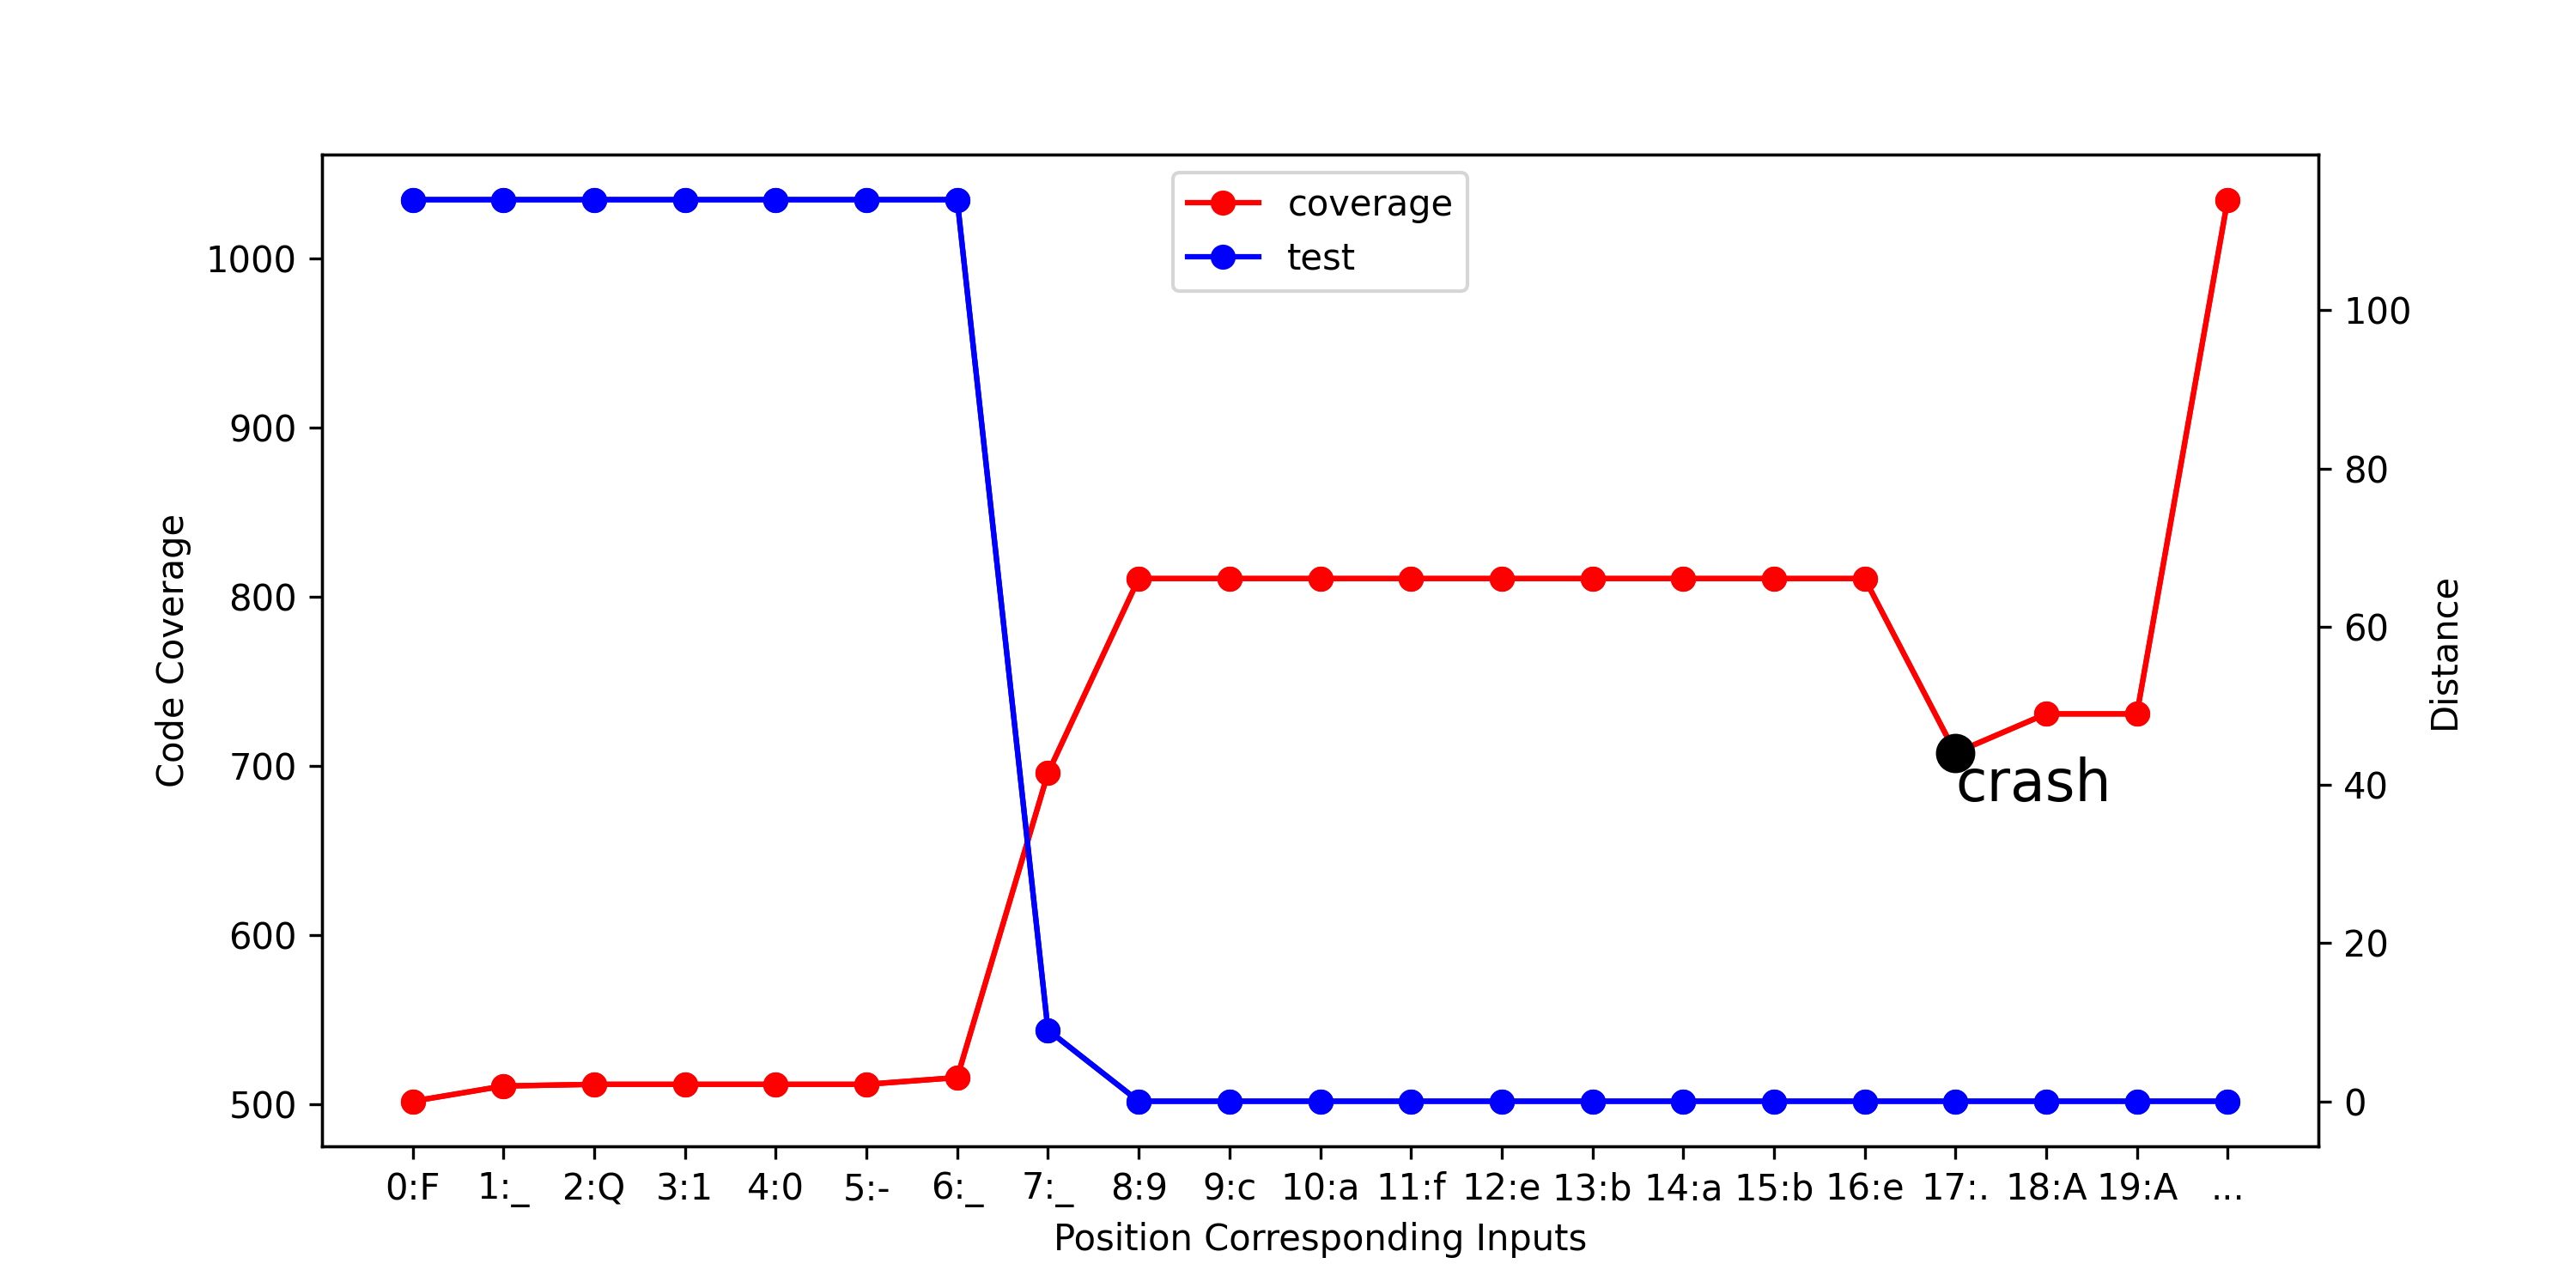 coverage
test
1000
900
800
700
600
500
Code Coverage
100
80
60
40
20
0
Distance
crash
0:F 1:_ 2:Q 3:1 4:0 5:- 6:_ 7:_ 8:9 9:c 10:a 11:f 12:e 13:b 14:a 15:b 16:e 17:. 18:A 19:A ...
Position Corresponding Inputs